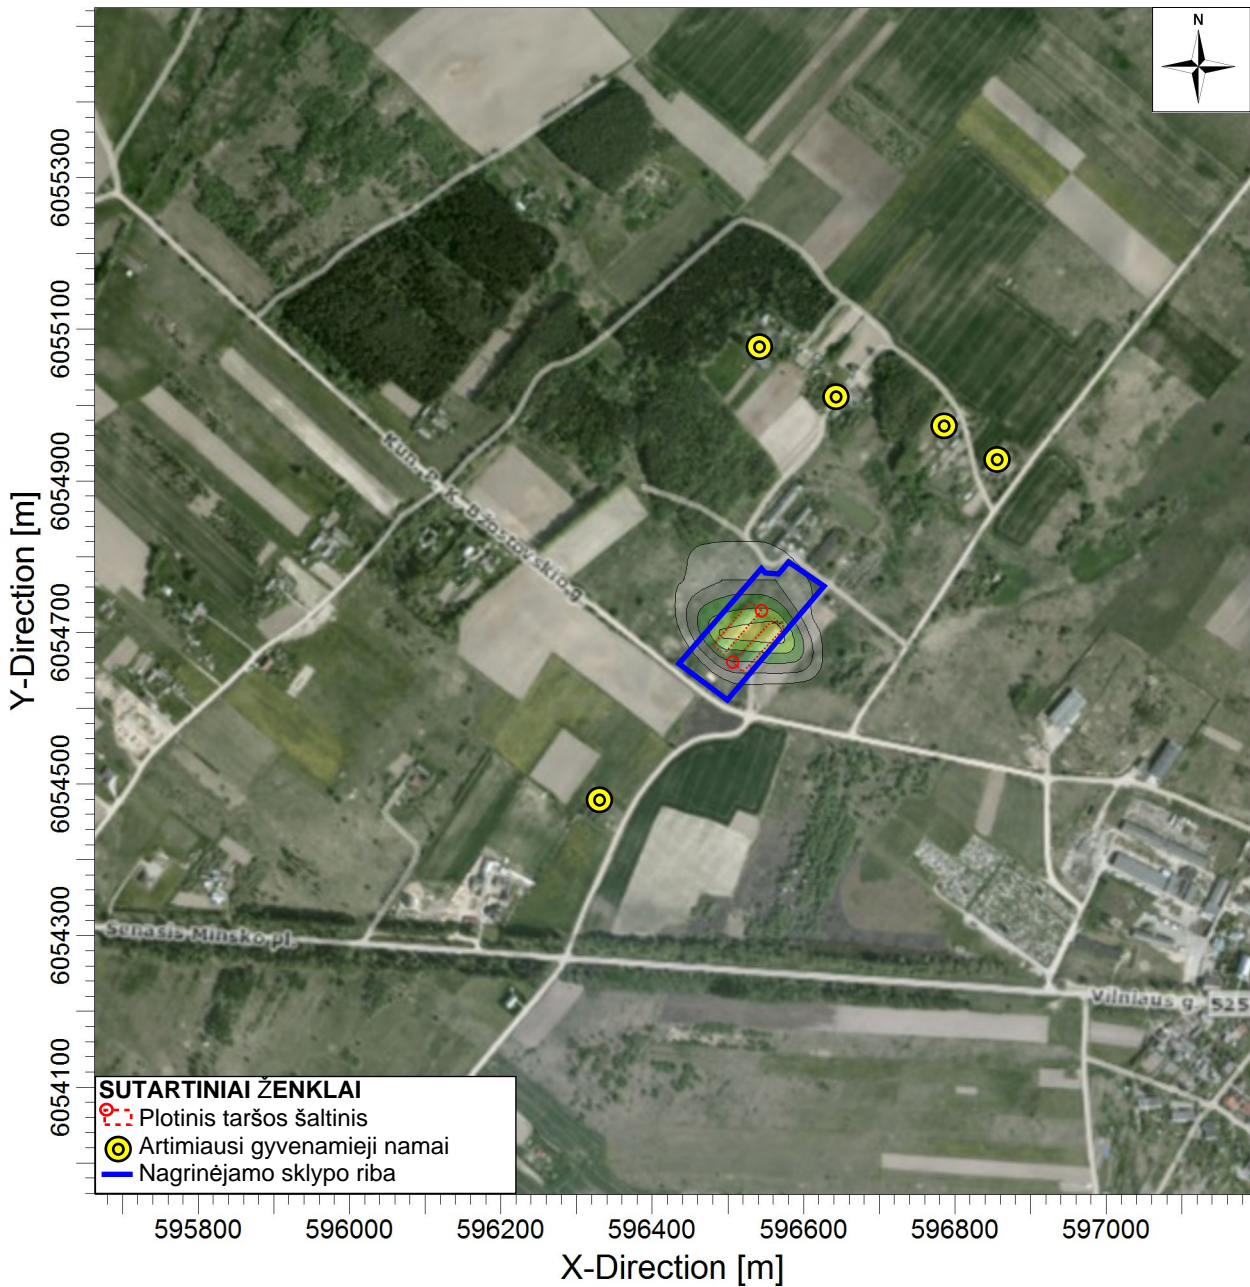 N
Y-Direction [m]
6055300
6055100
6054900
6054700
6054500
6054300
6054100
Kun. P. K. Bžostovskio g.
Senasis Minsko pl.
Vilniaus g.
525
SUTARTINIAI ŽENKLAI
Plotinis taršos šaltinis
Artimiausi gyvenamieji namai
Nagrinėjamo sklypo riba
595800
596000
596200
596400
596600
596800
597000
X-Direction [m]